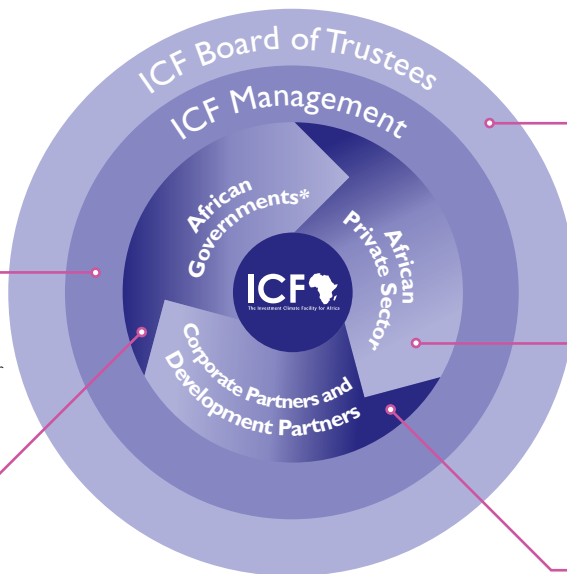 ICF Board of Trustees
ICF Management
African
Governments*
African
Private Sector
ICF
The Investment Climate Facility for Africa
Corporate Partners and
Development Partners